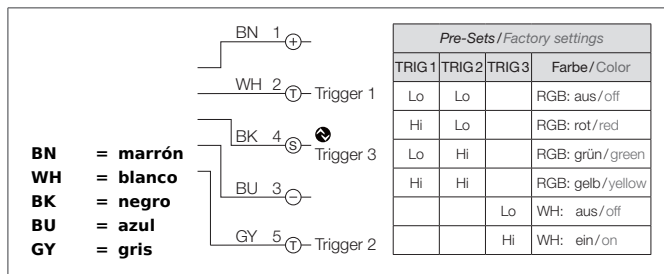 BN 1 +
WH 2 T Trigger 1
BK 4 S Trigger 3
BU 3 −
GY 5 T Trigger 2
BN = marrón
WH = blanco
BK = negro
BU = azul
GY = gris
Pre-Sets/Factory settings
TRIG1 TRIG2 TRIG3 Farbe/Color
Lo Lo RGB: aus/off
Hi Lo RGB: rot/red
Lo Hi RGB: grün/green
Hi Hi RGB: gelb/yellow
Lo WH: aus/off
Hi WH: ein/on